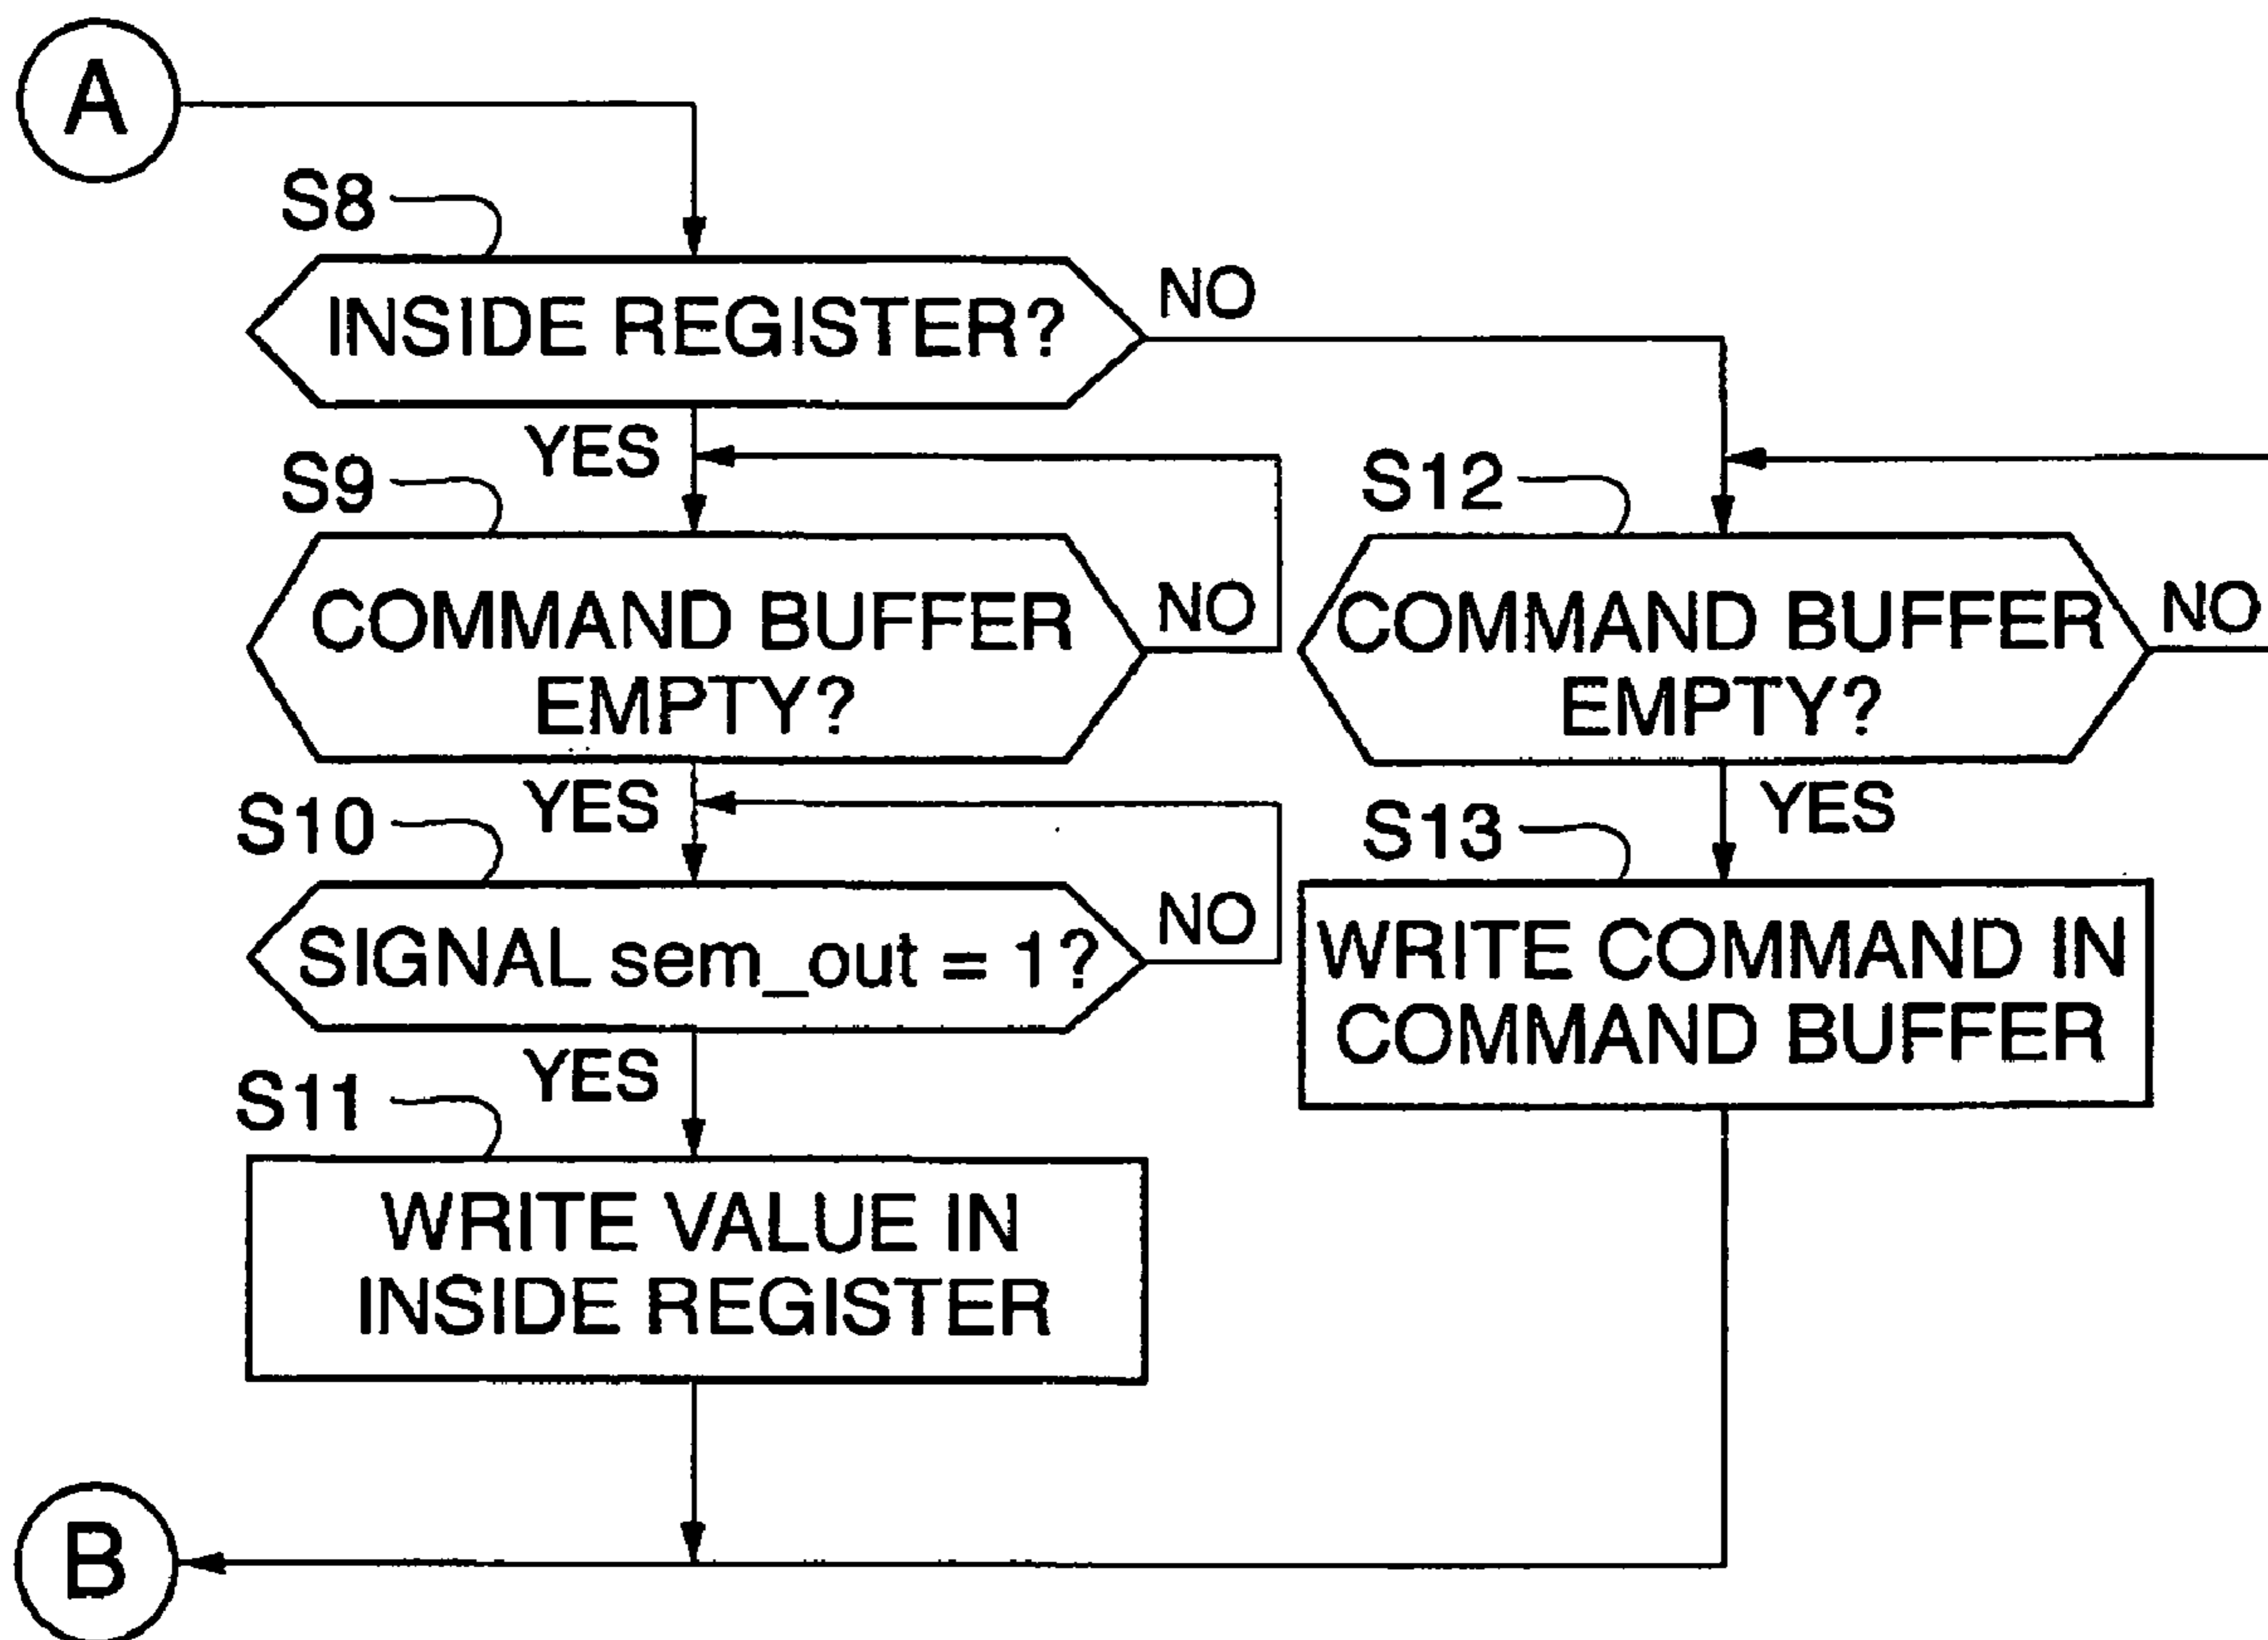 A
S8
INSIDE REGISTER?
NO
YES
S9
COMMAND BUFFER
EMPTY?
NO
YES
S10
SIGNAL sem_out = 1?
NO
YES
S11
WRITE VALUE IN
INSIDE REGISTER
S12
COMMAND BUFFER
EMPTY?
NO
YES
S13
WRITE COMMAND IN
COMMAND BUFFER
B